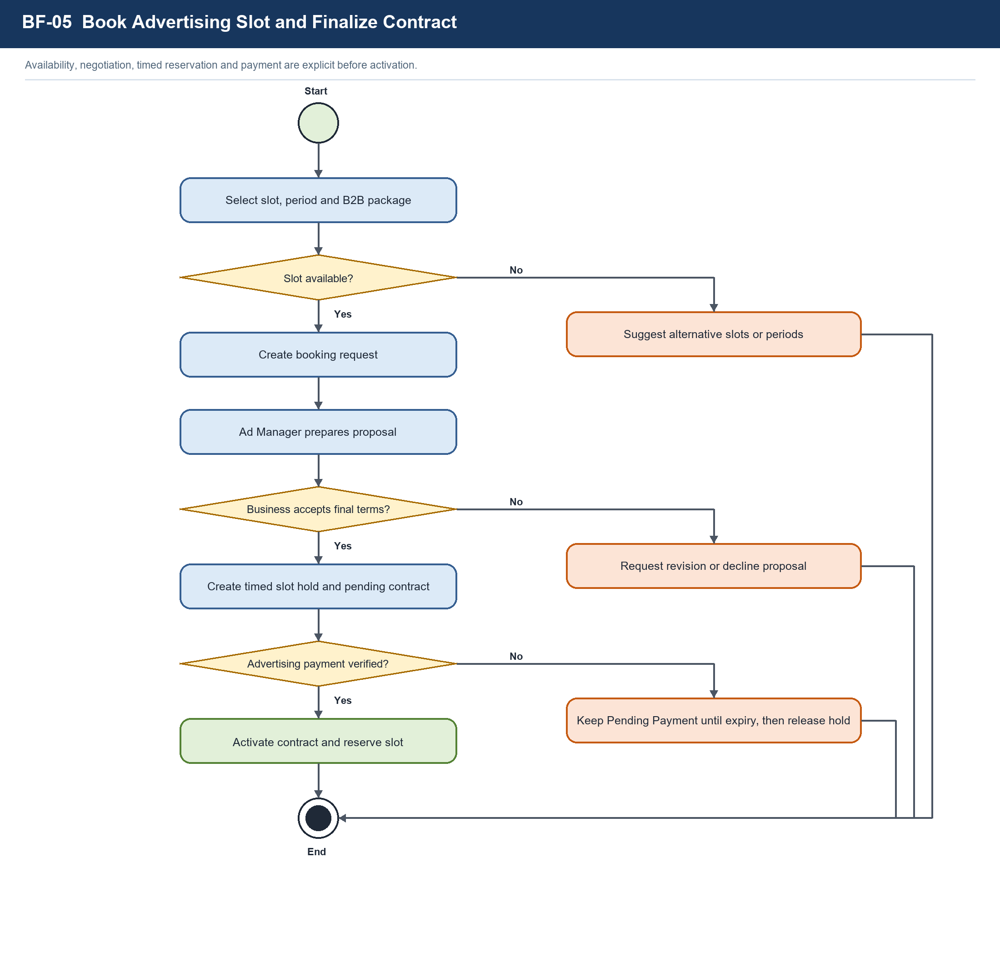 BF-05  Book Advertising Slot and Finalize Contract
Availability, negotiation, timed reservation and payment are explicit before activation.
Start
Select slot, period and B2B package
Slot available?
No
Yes
Suggest alternative slots or periods
Create booking request
Ad Manager prepares proposal
Business accepts final terms?
No
Yes
Request revision or decline proposal
Create timed slot hold and pending contract
Advertising payment verified?
No
Yes
Keep Pending Payment until expiry, then release hold
Activate contract and reserve slot
End